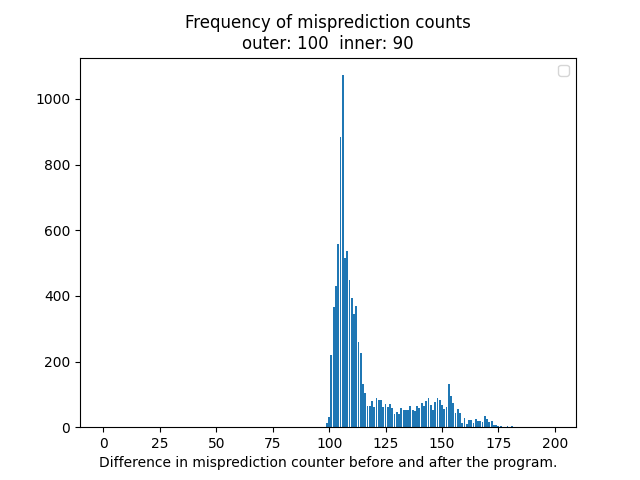 Frequency of misprediction counts
outer: 100  inner: 90
1000
800
600
400
200
0
0 25 50 75 100 125 150 175 200
Difference in misprediction counter before and after the program.